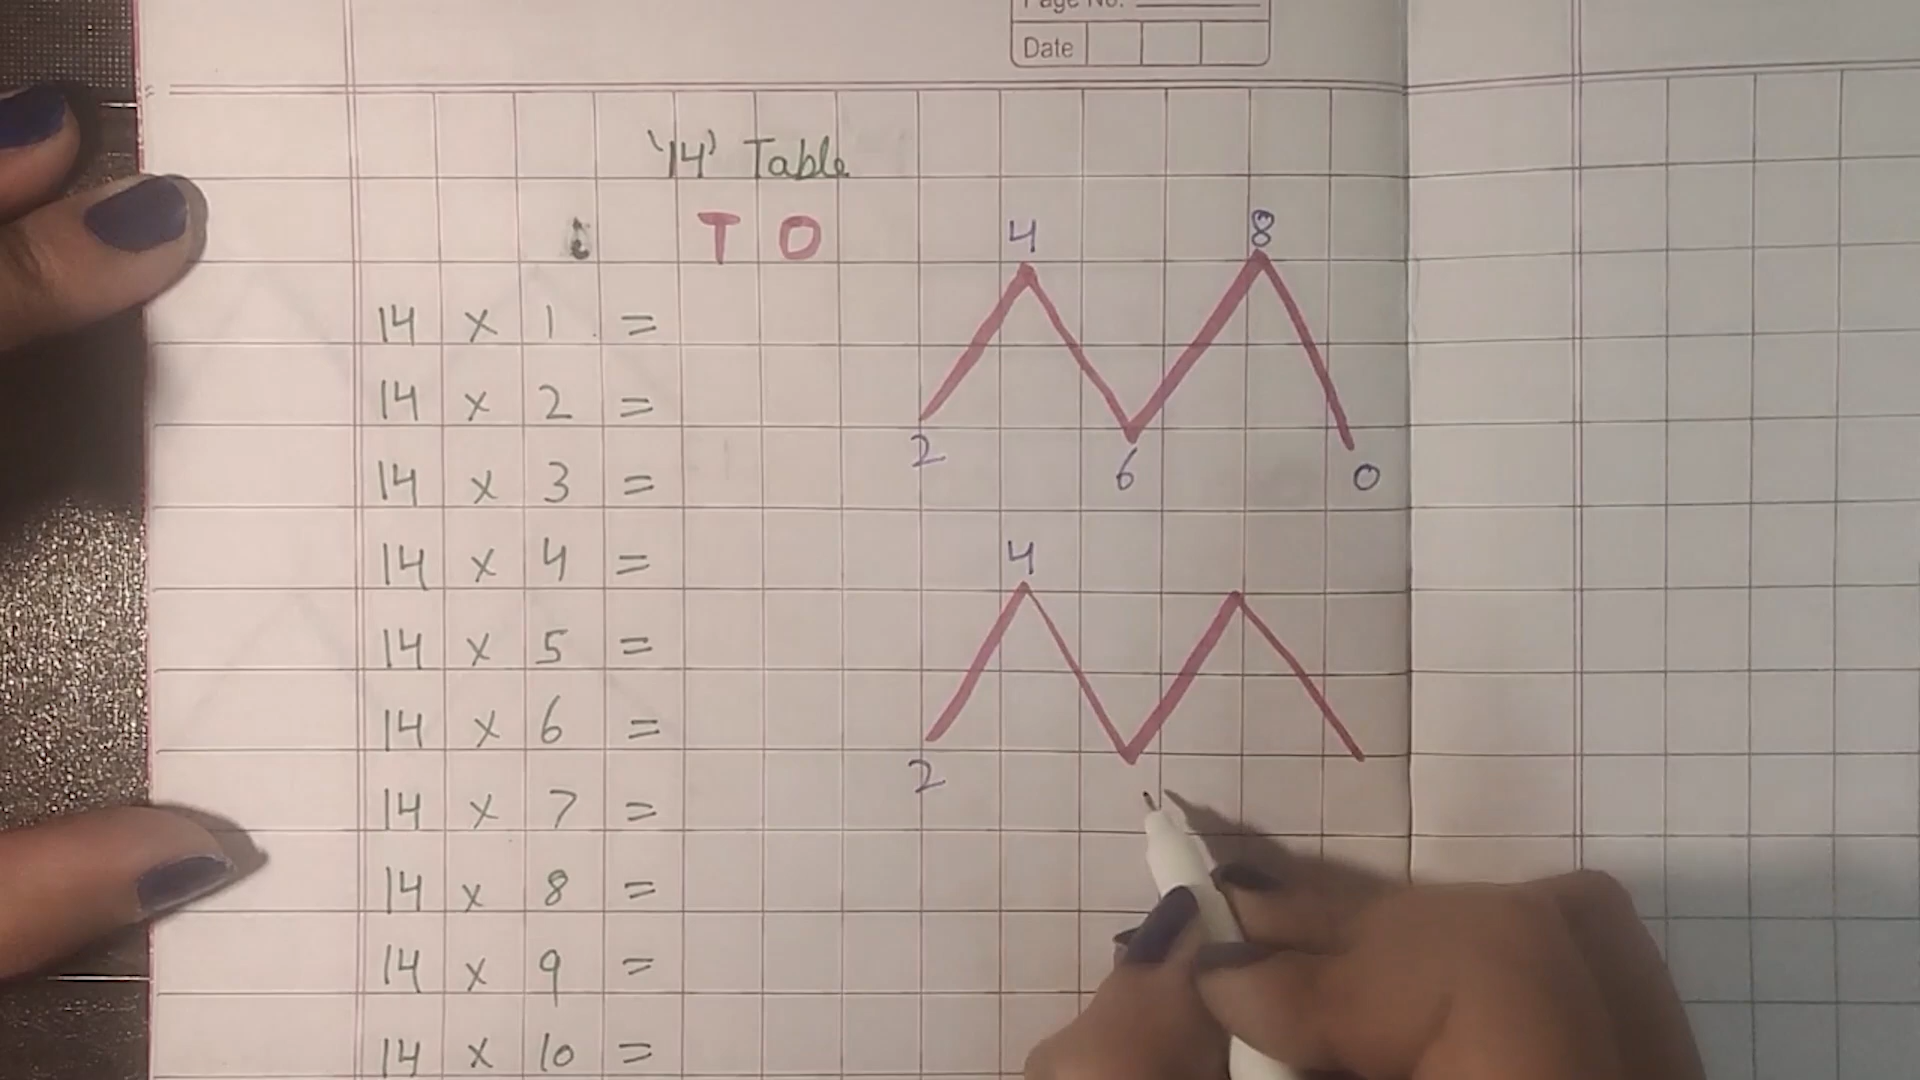 Page No.
Date
'14' Table
T O
4 8
14 × 1 =
14 × 2 =
2 6 0
14 × 3 =
14 × 4 =
4
14 × 5 =
14 × 6 =
2
14 × 7 =
14 × 8 =
14 × 9 =
14 × 10 =